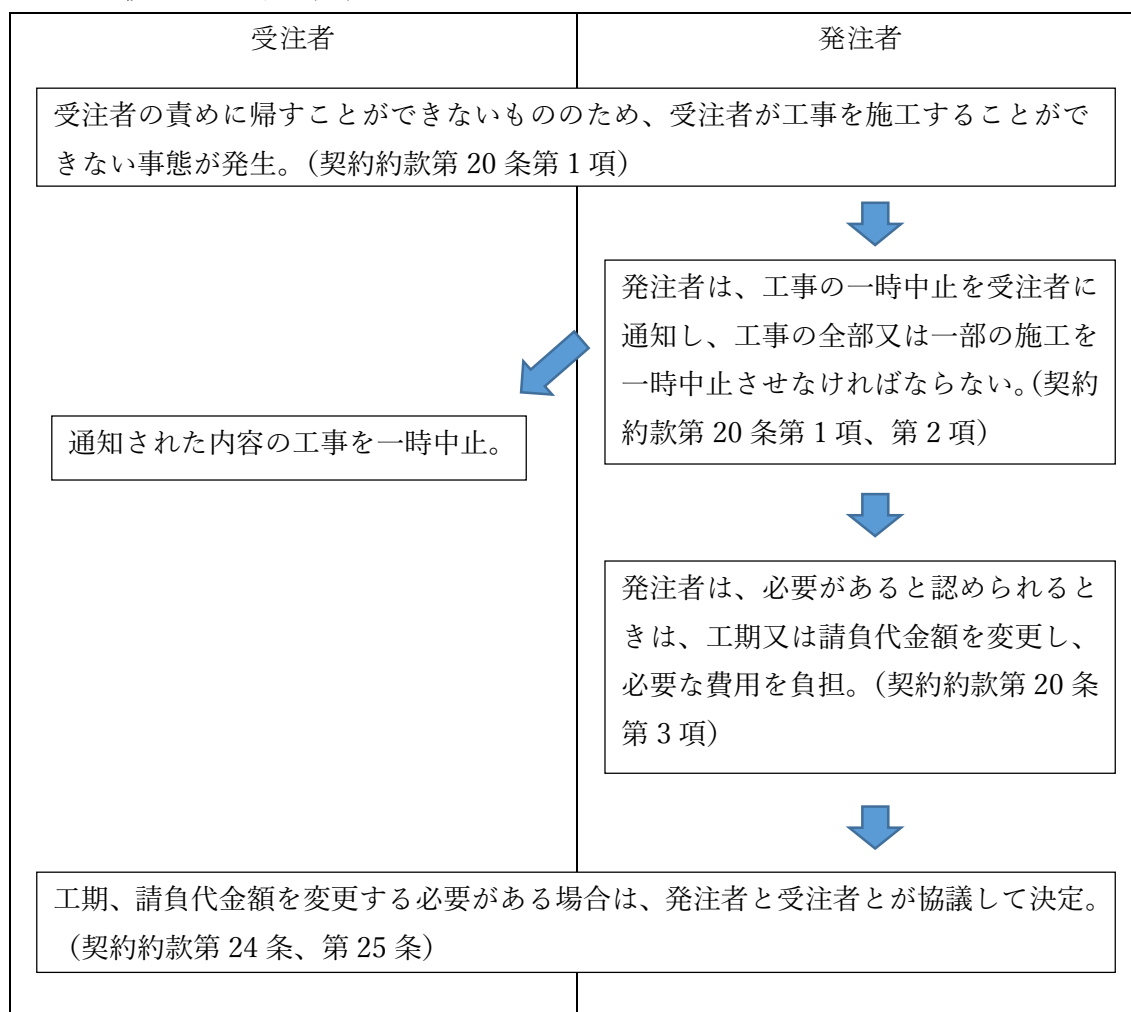 受注者
発注者
受注者の責めに帰すことができないもののため、受注者が工事を施工することがで
きない事態が発生。(契約約款第 20 条第 1 項)
発注者は、工事の一時中止を受注者に
通知し、工事の全部又は一部の施工を
一時中止させなければならない。(契約
約款第 20 条第 1 項、第 2 項)
通知された内容の工事を一時中止。
発注者は、必要があると認められると
きは、工期又は請負代金額を変更し、
必要な費用を負担。(契約約款第 20 条
第 3 項)
工期、請負代金額を変更する必要がある場合は、発注者と受注者とが協議して決定。
(契約約款第 24 条、第 25 条)